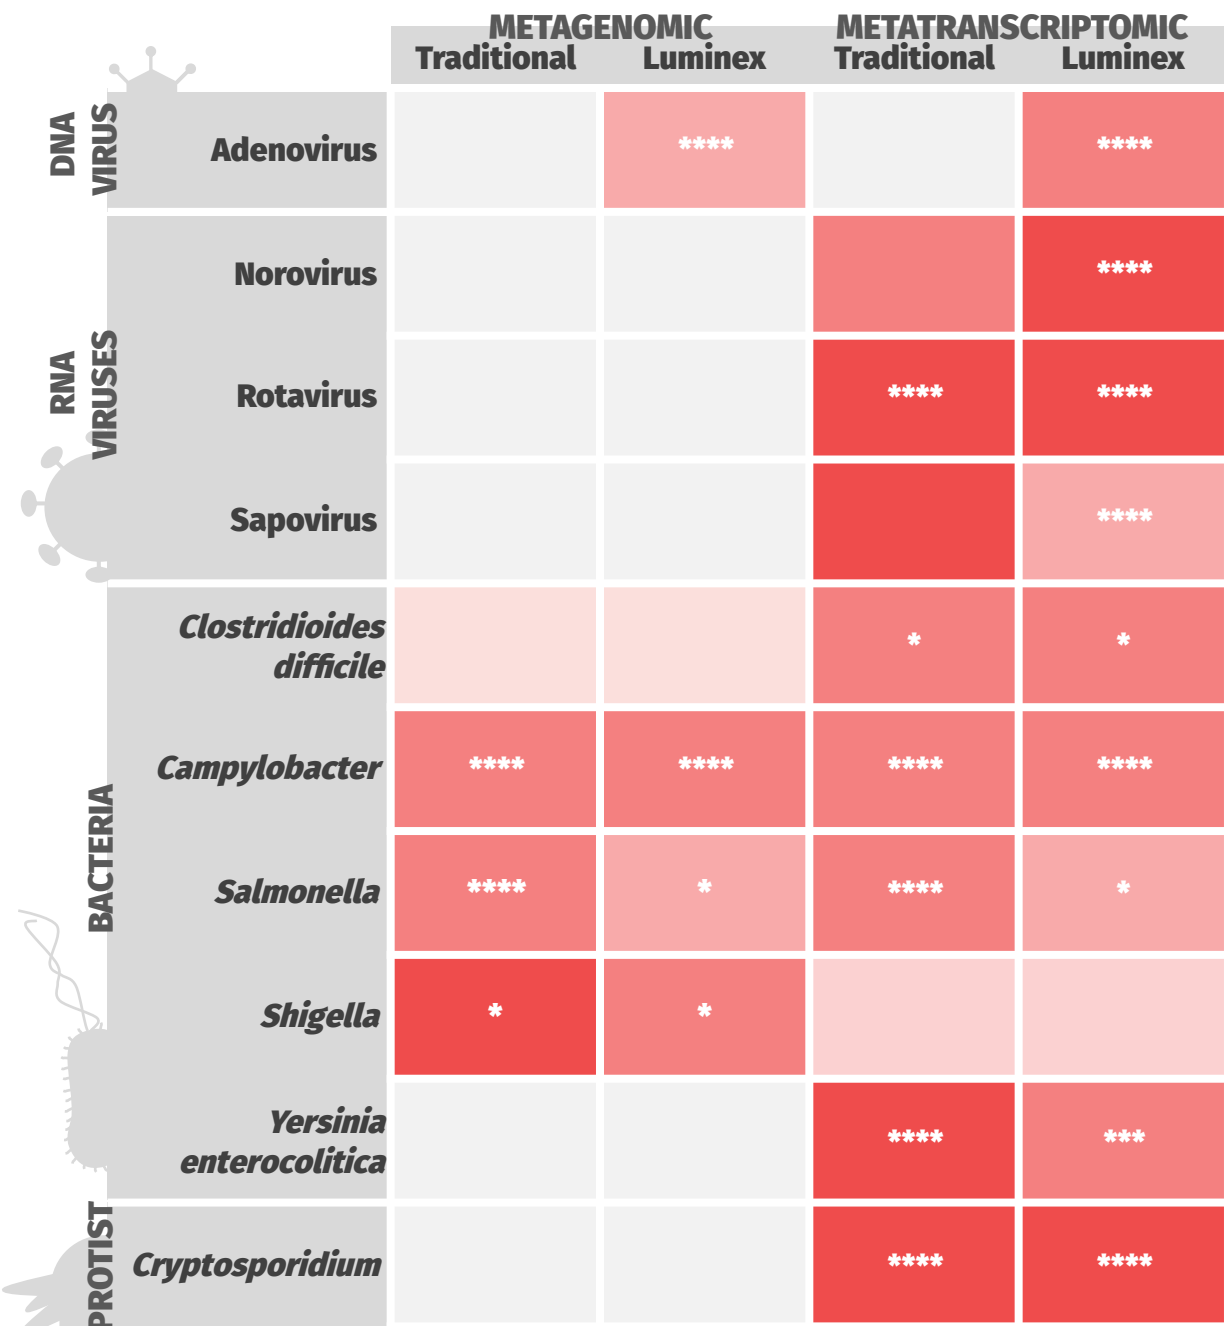 METAGENOMIC METATRANSCRIPTOMIC
Traditional Luminex Traditional Luminex
DNA
VIRUS
Adenovirus **** ****
RNA
VIRUSES
Norovirus ****
Rotavirus **** ****
Sapovirus ****
BACTERIA
Clostridioides
difficile * *
Campylobacter **** **** **** ****
Salmonella **** * **** *
Shigella * *
Yersinia
enterocolitica **** ***
PROTIST
Cryptosporidium **** ****